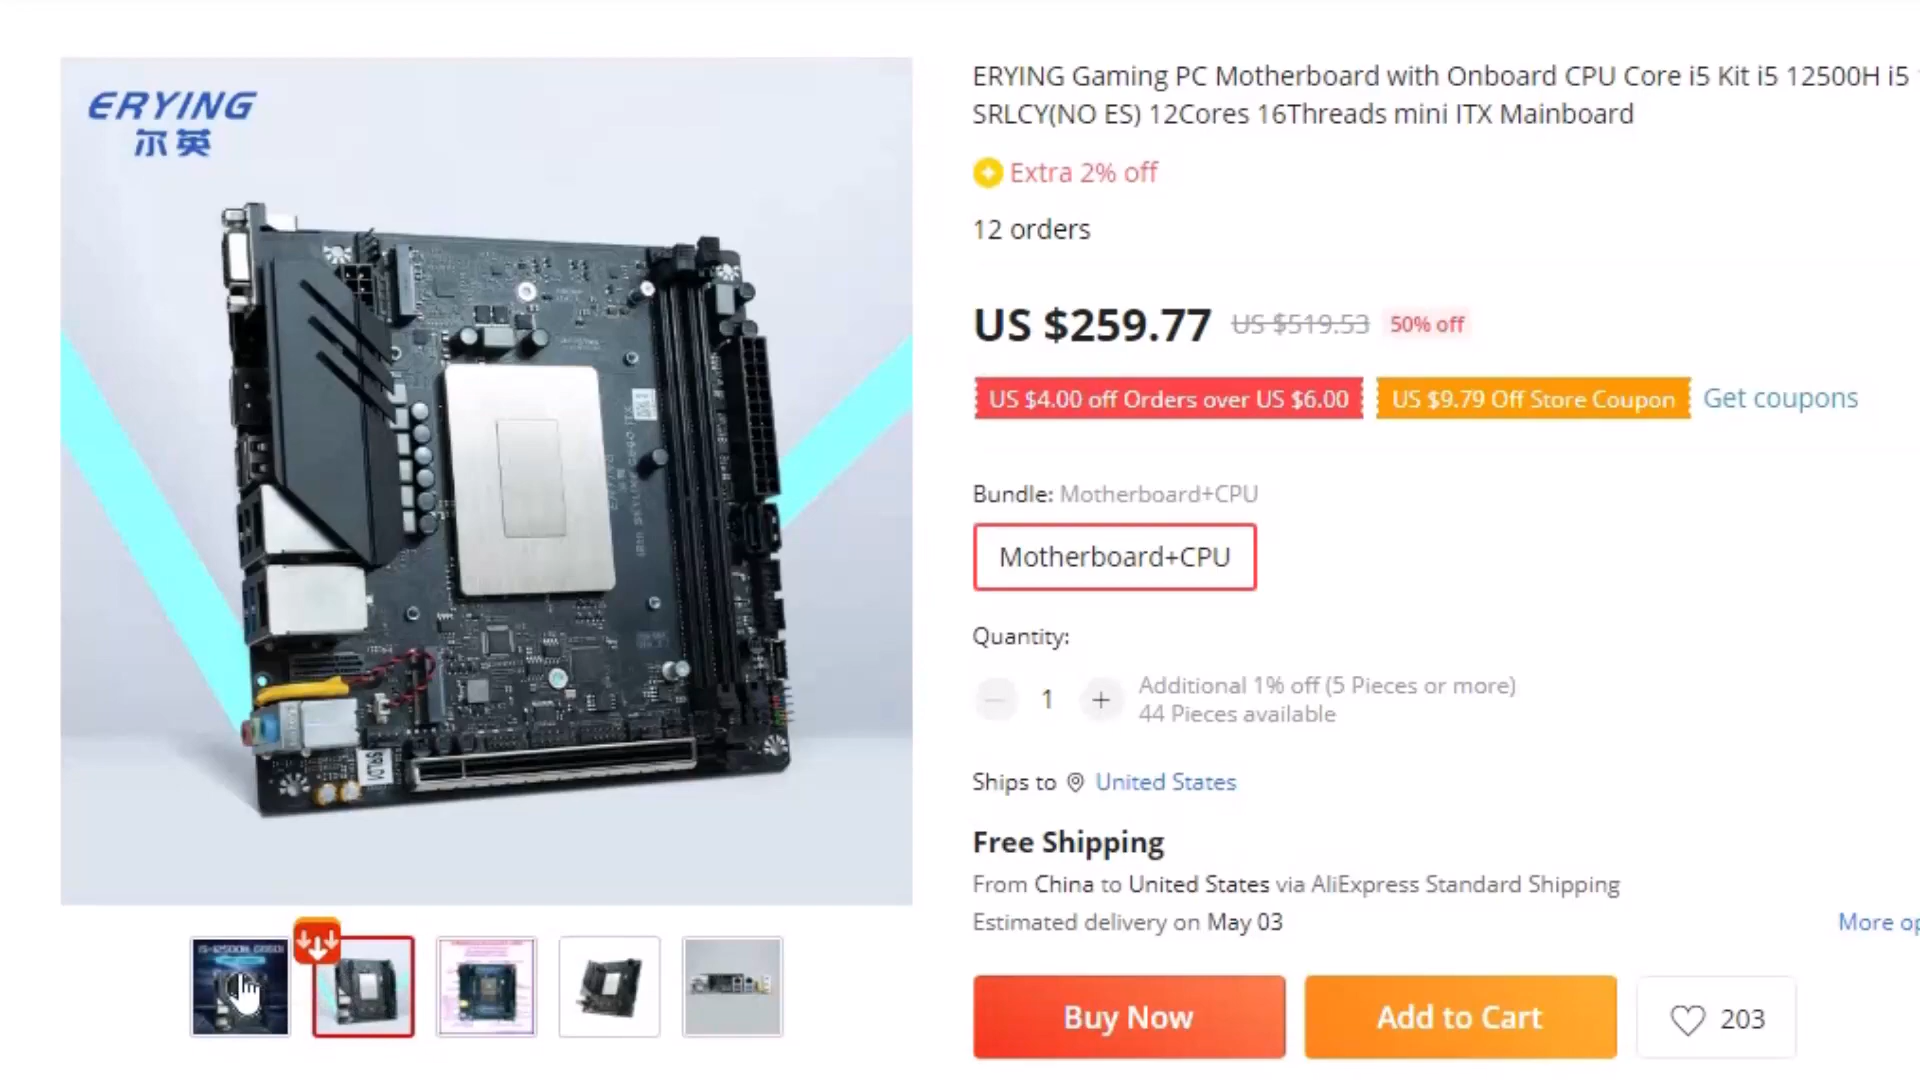 ERYING
尔英
ERYING Gaming PC Motherboard with Onboard CPU Core i5 Kit i5 12500H i5
SRLCY(NO ES) 12Cores 16Threads mini ITX Mainboard
Extra 2% off
12 orders
US $259.77 US $519.53 50% off
US $4.00 off Orders over US $6.00 US $9.79 Off Store Coupon Get coupons
Bundle: Motherboard+CPU
Motherboard+CPU
Quantity:
1 + Additional 1% off (5 Pieces or more)
44 Pieces available
Ships to United States
Free Shipping
From China to United States via AliExpress Standard Shipping
Estimated delivery on May 03 More op
Buy Now Add to Cart 203
SRLD1